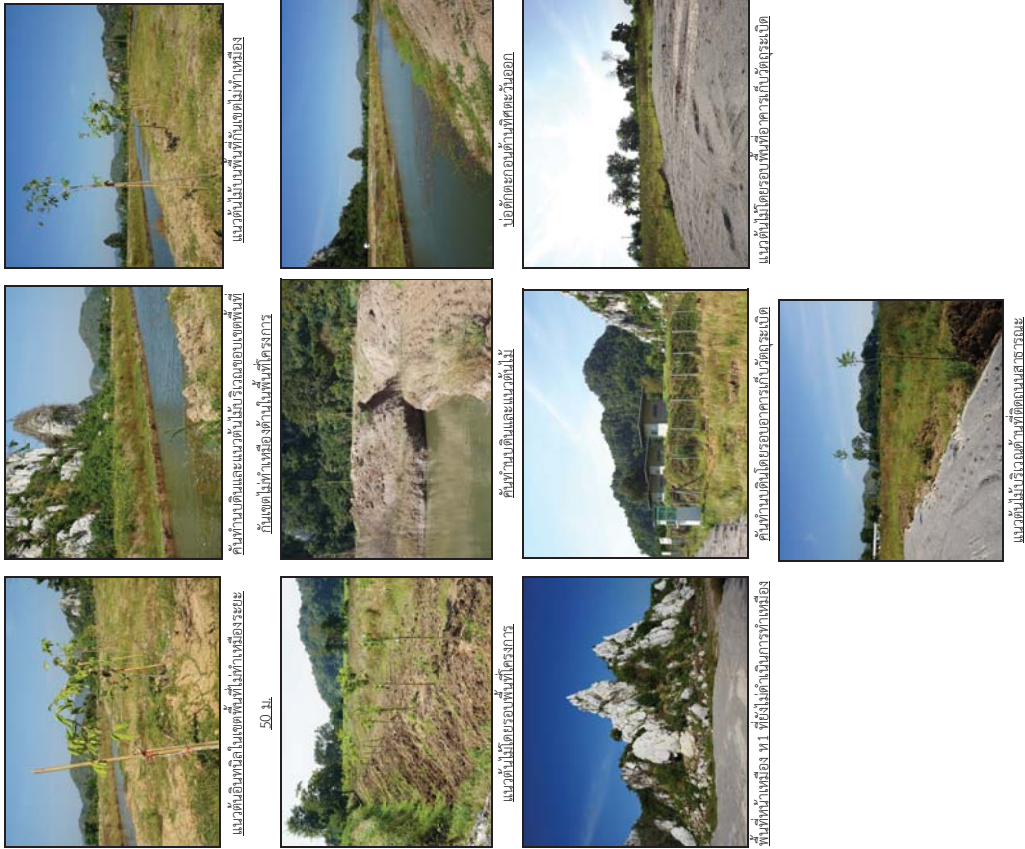 แนวต้นอินทนิลในเขตพื้นที่ไม่ทำเหมืองระยะ
50 ม.
คันทำนบดินและแนวต้นไม้บริเวณขอบเขตพื้นที่
กันเขตไม่ทำเหมืองด้านในพื้นที่โครงการ
แนวต้นไม้บนพื้นที่กันเขตไม่ทำเหมือง
แนวต้นไม้โดยรอบพื้นที่โครงการ
คันทำนบดินและแนวต้นไม้
บ่อดักตะกอนด้านทิศตะวันออก
พื้นที่หน้าเหมือง ห1 ที่ยังไม่ดำเนินการทำเหมือง
คันทำนบดินโดยรอบอาคารเก็บวัตถุระเบิด
แนวต้นไม้โดยรอบพื้นที่อาคารเก็บวัตถุระเบิด
แนวต้นไม้บริเวณด้านที่ติดถนนสาธารณะ